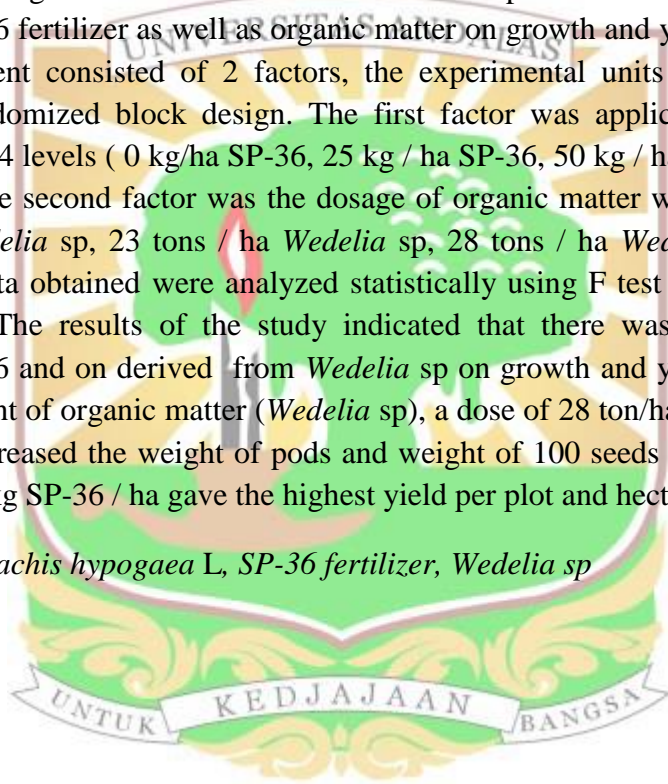 6 fertilizer as well as organic matter on growth and y
UNIVERSITAS ANDALAS
ent consisted of 2 factors, the experimental units
domized block design. The first factor was applic
4 levels ( 0 kg/ha SP-36, 25 kg / ha SP-36, 50 kg / ha
e second factor was the dosage of organic matter w
delia sp, 23 tons / ha Wedelia sp, 28 tons / ha Wed
ta obtained were analyzed statistically using F test
The results of the study indicated that there was
6 and on derived from Wedelia sp on growth and y
nt of organic matter (Wedelia sp), a dose of 28 ton/ha
reased the weight of pods and weight of 100 seeds
kg SP-36 / ha gave the highest yield per plot and hect
achis hypogaea L, SP-36 fertilizer, Wedelia sp
UNTUK KEDJAJAAN BANGSA